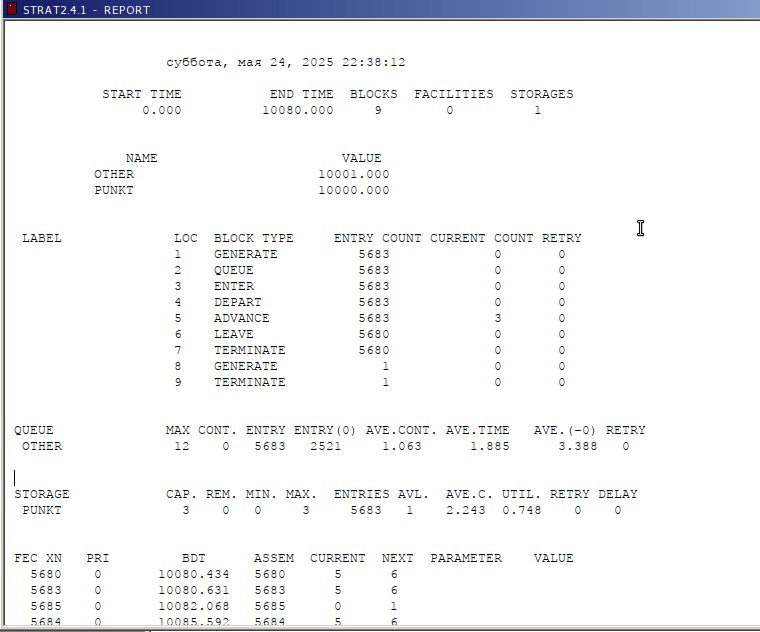 STRAT2.4.1 - REPORT
суббота, мая 24, 2025 22:38:12
START TIME END TIME BLOCKS FACILITIES STORAGES
0.000 10080.000 9 0 1
NAME VALUE
OTHER 10001.000
PUNKT 10000.000
LABEL LOC BLOCK TYPE ENTRY COUNT CURRENT COUNT RETRY
1 GENERATE 5683 0 0
2 QUEUE 5683 0 0
3 ENTER 5683 0 0
4 DEPART 5683 0 0
5 ADVANCE 5683 3 0
6 LEAVE 5680 0 0
7 TERMINATE 5680 0 0
8 GENERATE 1 0 0
9 TERMINATE 1 0 0
QUEUE MAX CONT. ENTRY ENTRY(0) AVE.CONT. AVE.TIME AVE.(-0) RETRY
OTHER 12 0 5683 2521 1.063 1.885 3.388 0
STORAGE CAP. REM. MIN. MAX. ENTRIES AVL. AVE.C. UTIL. RETRY DELAY
PUNKT 3 0 0 3 5683 1 2.243 0.748 0 0
FEC XN PRI BDT ASSEM CURRENT NEXT PARAMETER VALUE
5680 0 10080.434 5680 5 6
5683 0 10080.631 5683 5 6
5685 0 10082.068 5685 0 1
5684 0 10085.592 5684 5 6